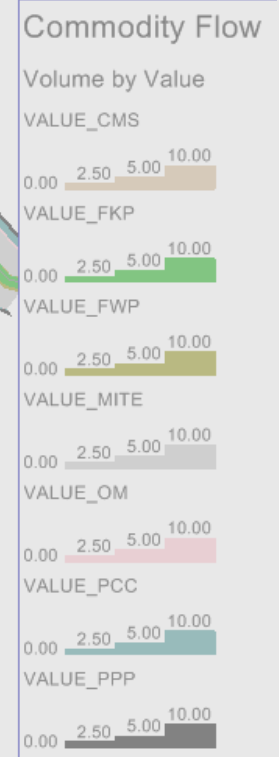 Commodity Flow
Volume by Value
VALUE_CMS
0.00 2.50 5.00 10.00
VALUE_FKP
0.00 2.50 5.00 10.00
VALUE_FWP
0.00 2.50 5.00 10.00
VALUE_MITE
0.00 2.50 5.00 10.00
VALUE_OM
0.00 2.50 5.00 10.00
VALUE_PCC
0.00 2.50 5.00 10.00
VALUE_PPP
0.00 2.50 5.00 10.00